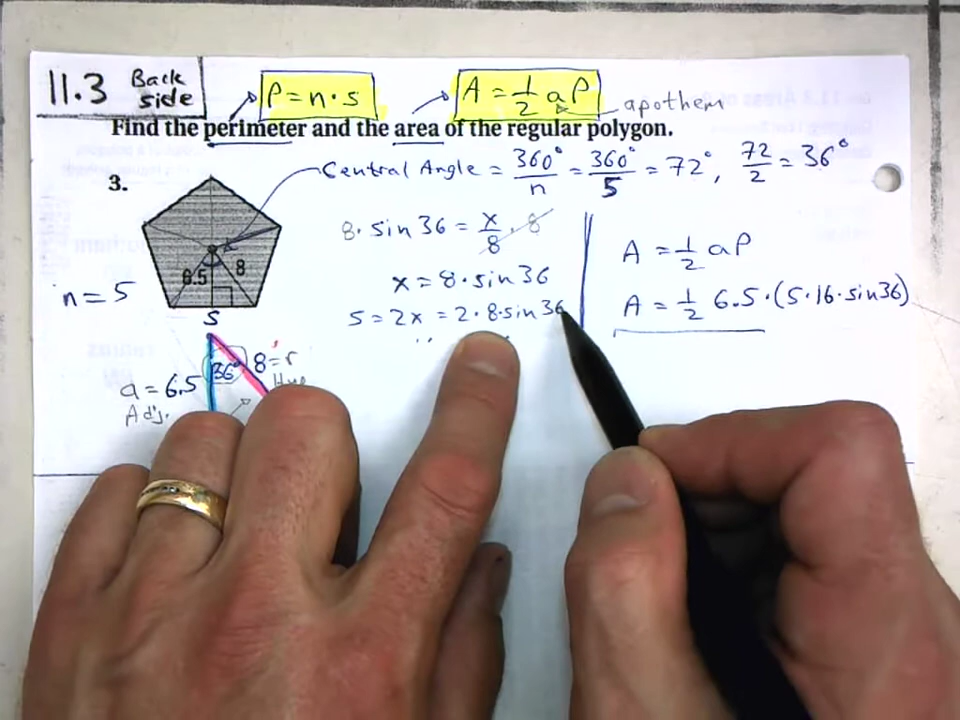 11.3 Back side
P = n · s
A = ½ a P
apothem
Find the perimeter and the area of the regular polygon.
3.
Central Angle = 360°/n = 360°/5 = 72°, 72/2 = 36°
6.5
8
n = 5
S
8 · sin 36 = x/8 · 8
x = 8 · sin 36
s = 2x = 2 · 8 · sin 36
A = ½ a P
A = ½ 6.5 · (5 · 16 · sin 36)
36°
8 = r
a = 6.5
Adj.